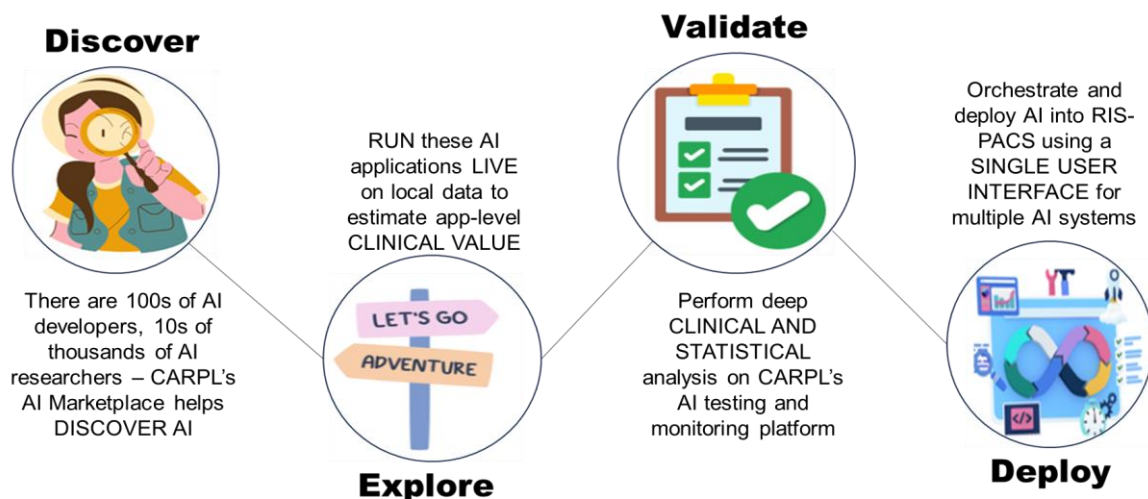 Discover
There are 100s of AI
developers, 10s of
thousands of AI
researchers – CARPL's
AI Marketplace helps
DISCOVER AI
RUN these AI
applications LIVE
on local data to
estimate app-level
CLINICAL VALUE
LET'S GO
ADVENTURE
Explore
Validate
Perform deep
CLINICAL AND
STATISTICAL
analysis on CARPL's
AI testing and
monitoring platform
Orchestrate and
deploy AI into RIS-
PACS using a
SINGLE USER
INTERFACE for
multiple AI systems
</>
Deploy